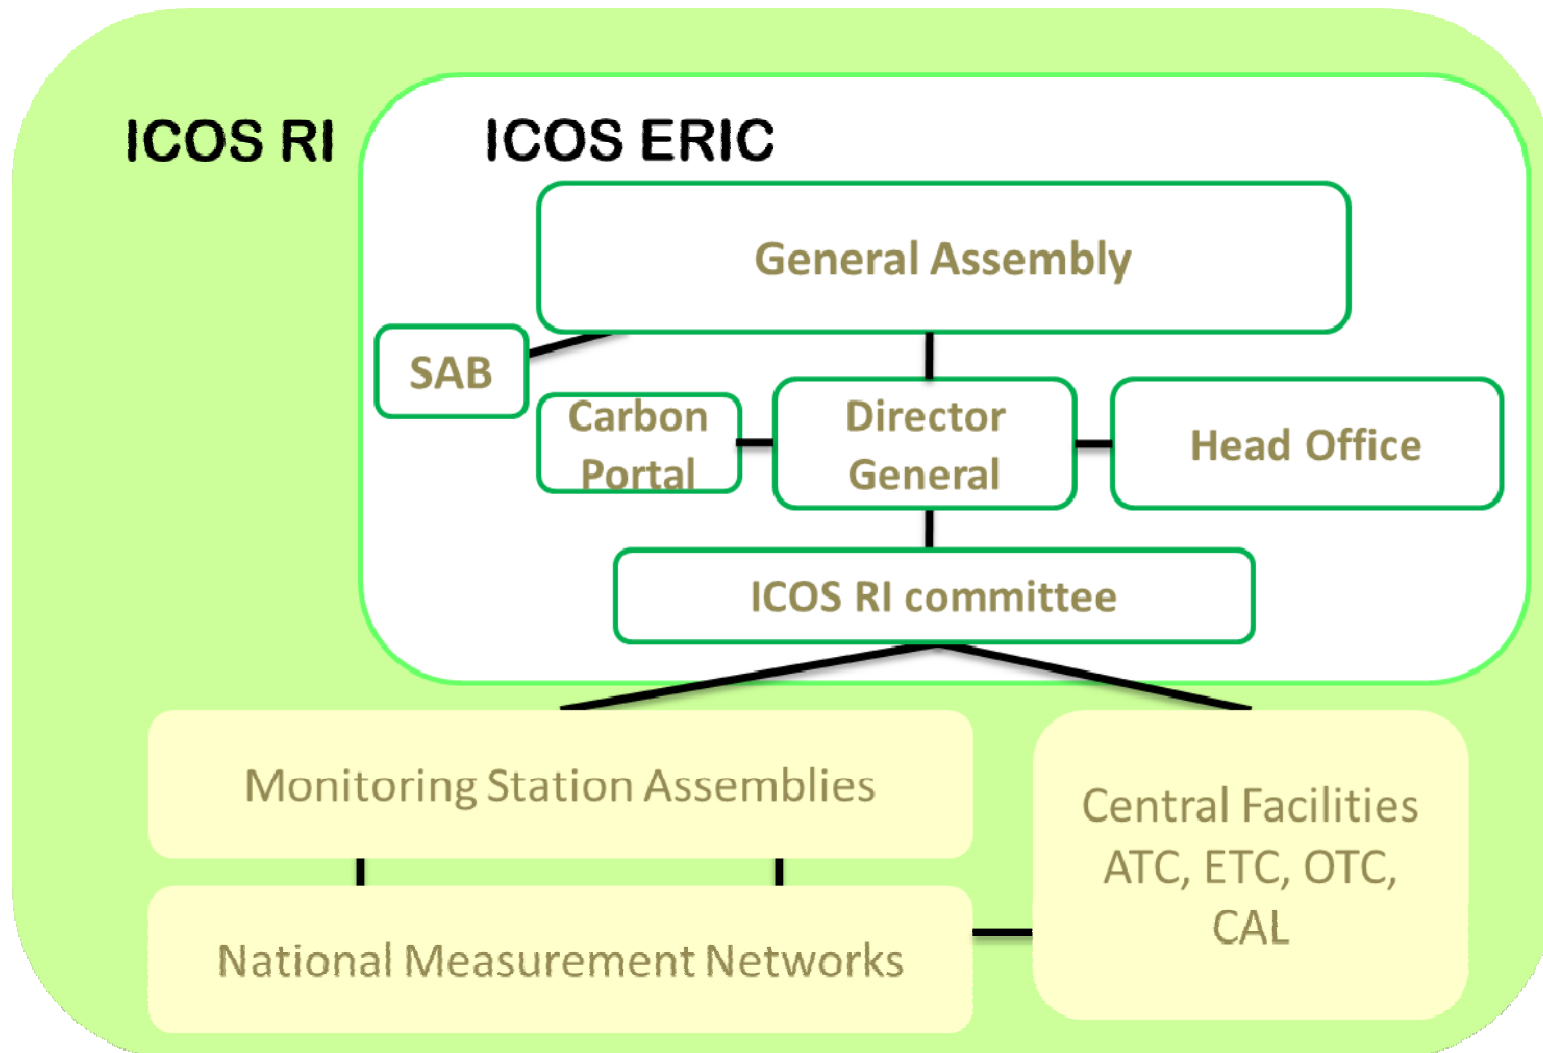 ICOS RI
ICOS ERIC
General Assembly
SAB
Carbon
Portal
Director
General
Head Office
ICOS RI committee
Monitoring Station Assemblies
Central Facilities
ATC, ETC, OTC,
CAL
National Measurement Networks